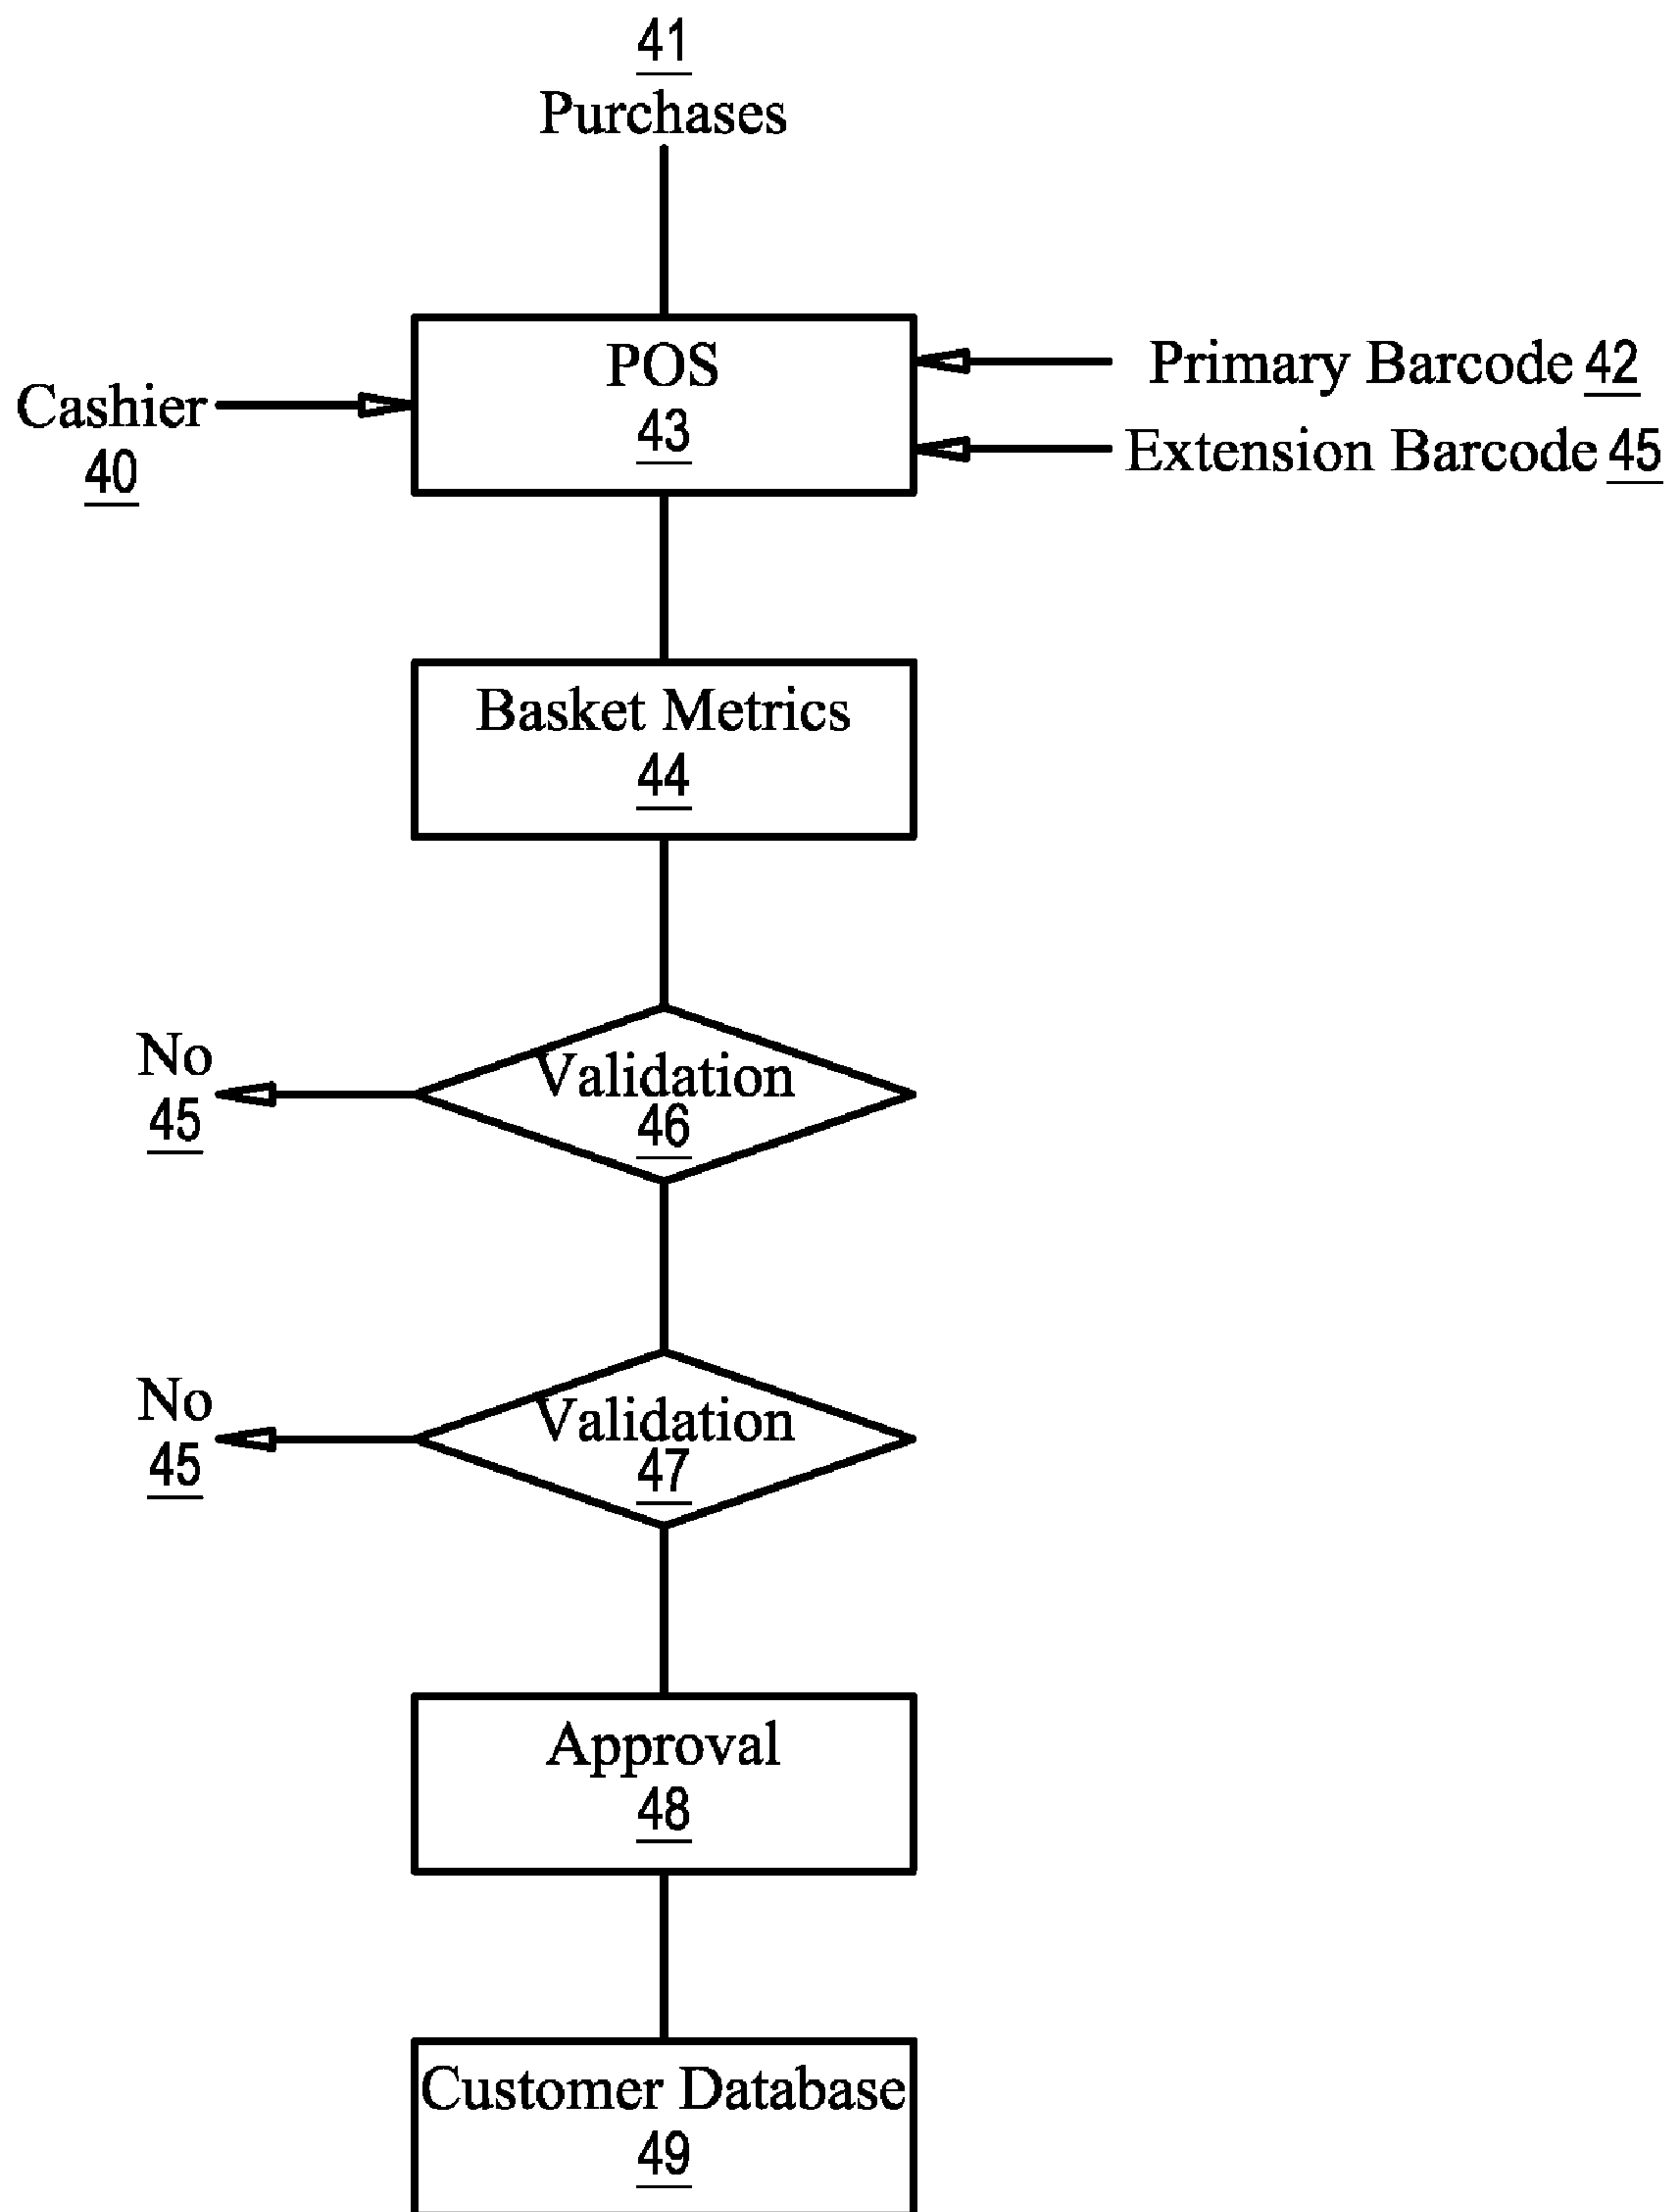 41
Purchases
POS
43
Cashier
40
Primary Barcode 42
Extension Barcode 45
Basket Metrics
44
No
45
Validation
46
No
45
Validation
47
Approval
48
Customer Database
49